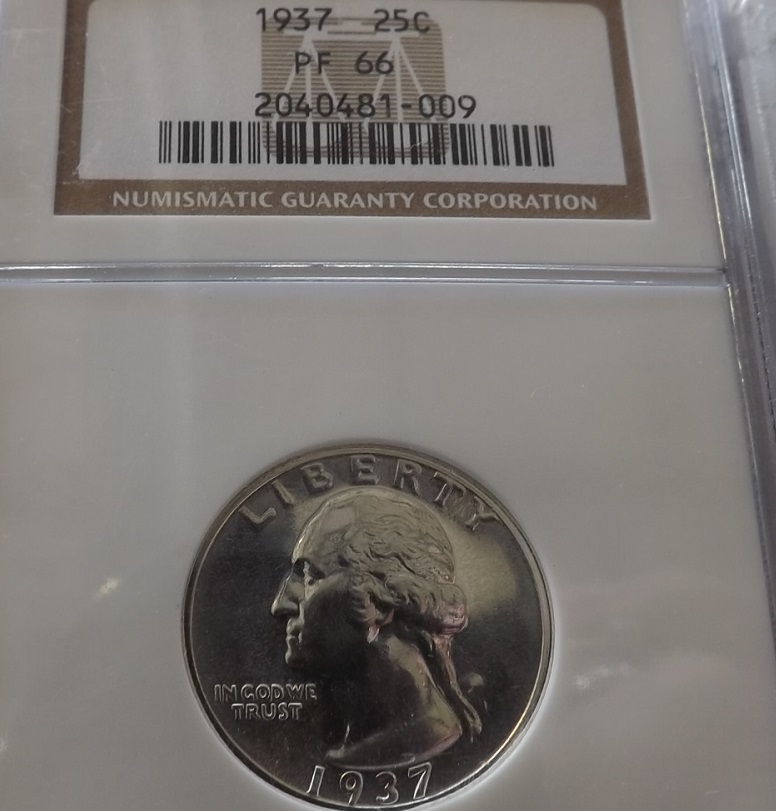 1937 25C
PF 66
2040481-009
NUMISMATIC GUARANTY CORPORATION
LIBERTY
IN GOD WE
TRUST
1937